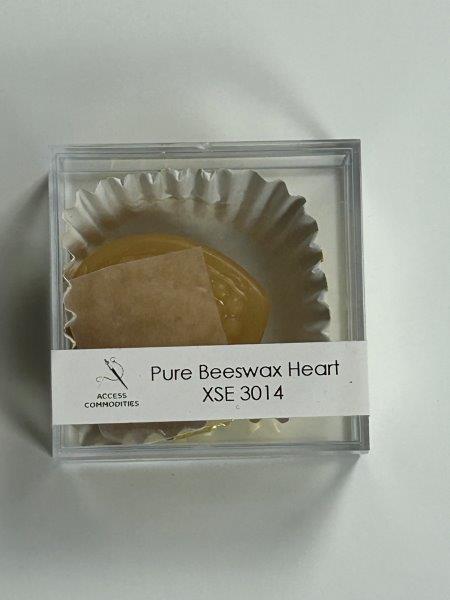 Pure Beeswax Heart
XSE 3014
ACCESS
COMMODITIES